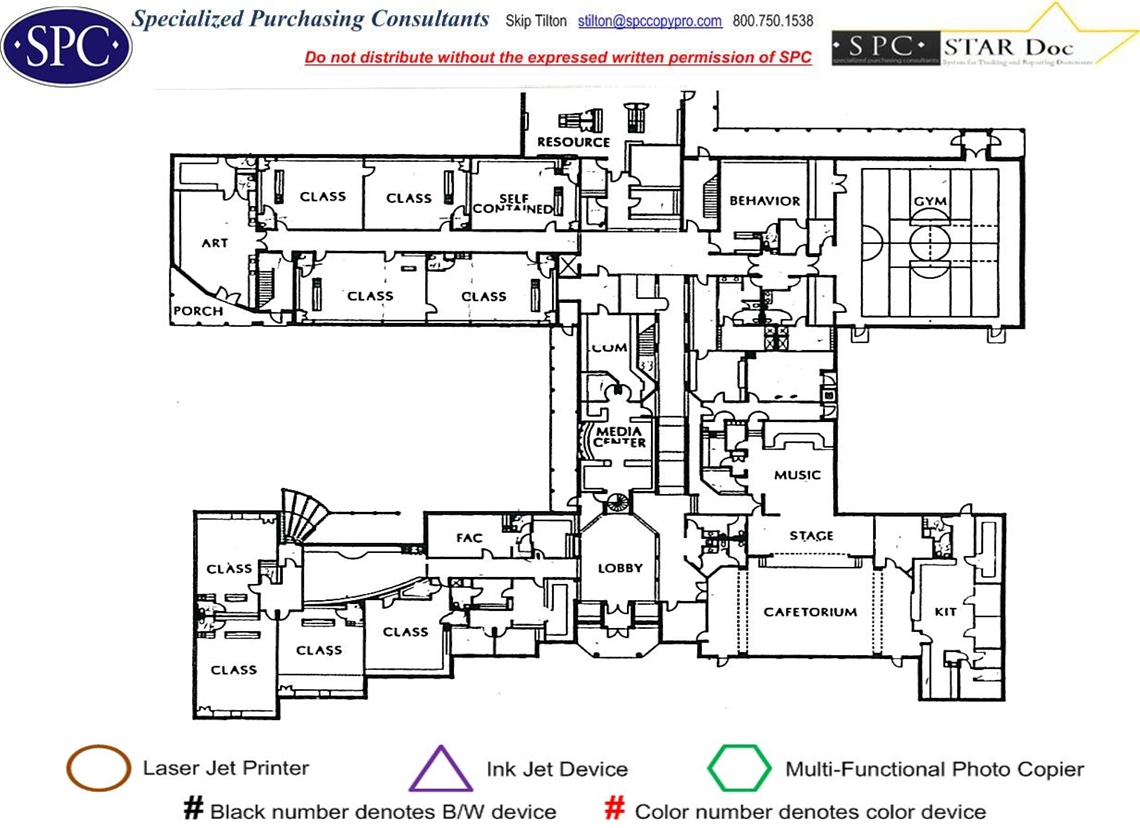 Specialized Purchasing Consultants Skip Tilton stilton@spccopypro.com 800.750.1538
SPC
Do not distribute without the expressed written permission of SPC
SPC STAR Doc
specialized purchasing consultants System for Tracking and Reporting Documents
RESOURCE
CLASS CLASS SELF CONTAINED BEHAVIOR GYM
ART
CLASS CLASS
PORCH
COM
MEDIA
CENTER
MUSIC
FAC STAGE
CLASS LOBBY
CAFETORIUM KIT
CLASS
CLASS
CLASS
Laser Jet Printer Ink Jet Device Multi-Functional Photo Copier
# Black number denotes B/W device # Color number denotes color device